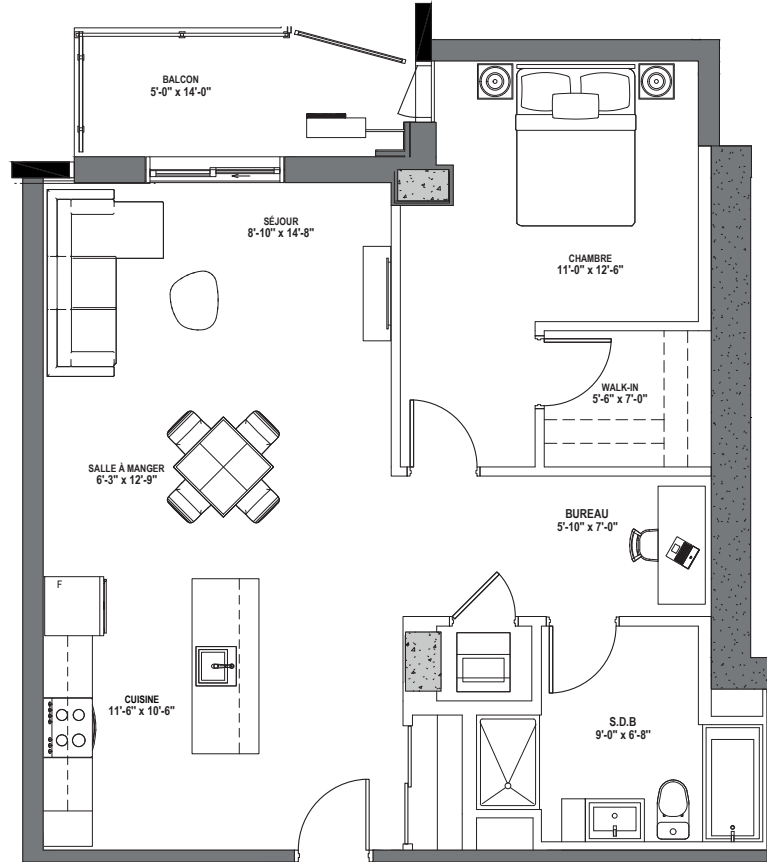 BALCON
5'-0" x 14'-0"
SÉJOUR
8'-10" x 14'-8"
CHAMBRE
11'-0" x 12'-6"
WALK-IN
5'-6" x 7'-0"
SALLE À MANGER
6'-3" x 12'-9"
BUREAU
5'-10" x 7'-0"
F
CUISINE
11'-6" x 10'-6"
S.D.B
9'-0" x 6'-8"